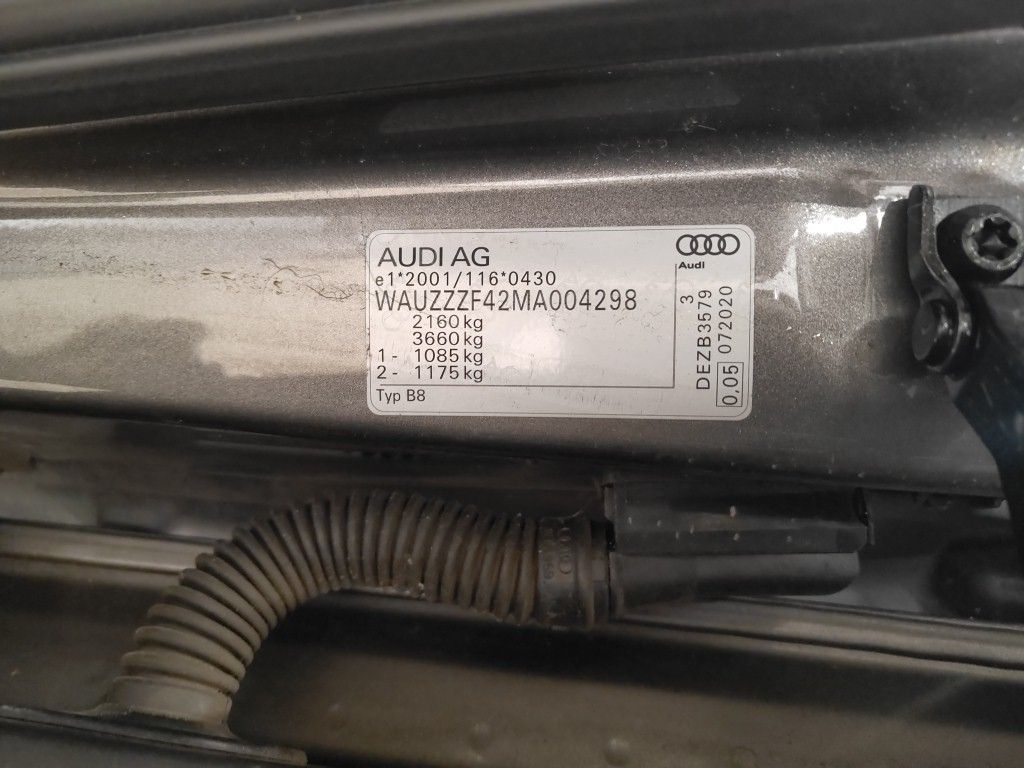 AUDI AG
e1*2001/116*0430
WAUZZZF42MA004298
2160 kg
3660 kg
1 - 1085 kg
2 - 1175 kg
Typ B8
Audi
3
DEZB3579
0,05 072020